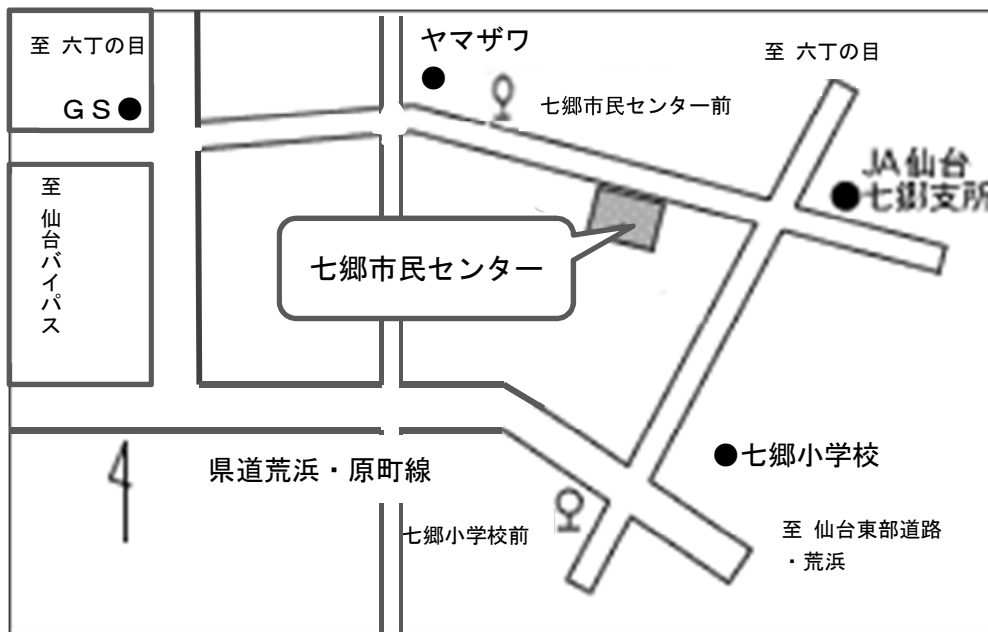 至 六丁の目
ＧＳ
至 仙台バイパス
ヤマザワ
七郷市民センター前
至 六丁の目
JA仙台
七郷支所
七郷市民センター
県道荒浜・原町線
七郷小学校
七郷小学校前
至 仙台東部道路
・荒浜